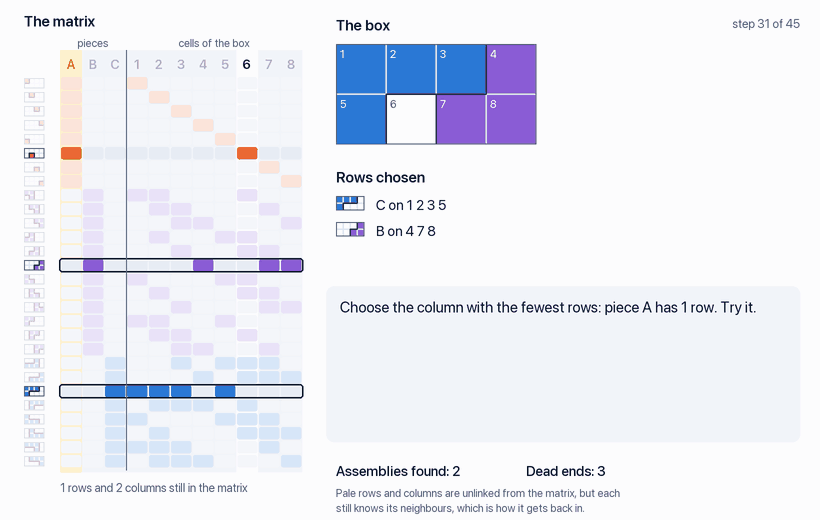 The matrix
pieces
cells of the box
A B C 1 2 3 4 5 6 7 8
1 rows and 2 columns still in the matrix
The box
step 31 of 45
1 2 3 4
5 6 7 8
Rows chosen
C on 1 2 3 5
B on 4 7 8
Choose the column with the fewest rows: piece A has 1 row. Try it.
Assemblies found: 2
Dead ends: 3
Pale rows and columns are unlinked from the matrix, but each
still knows its neighbours, which is how it gets back in.